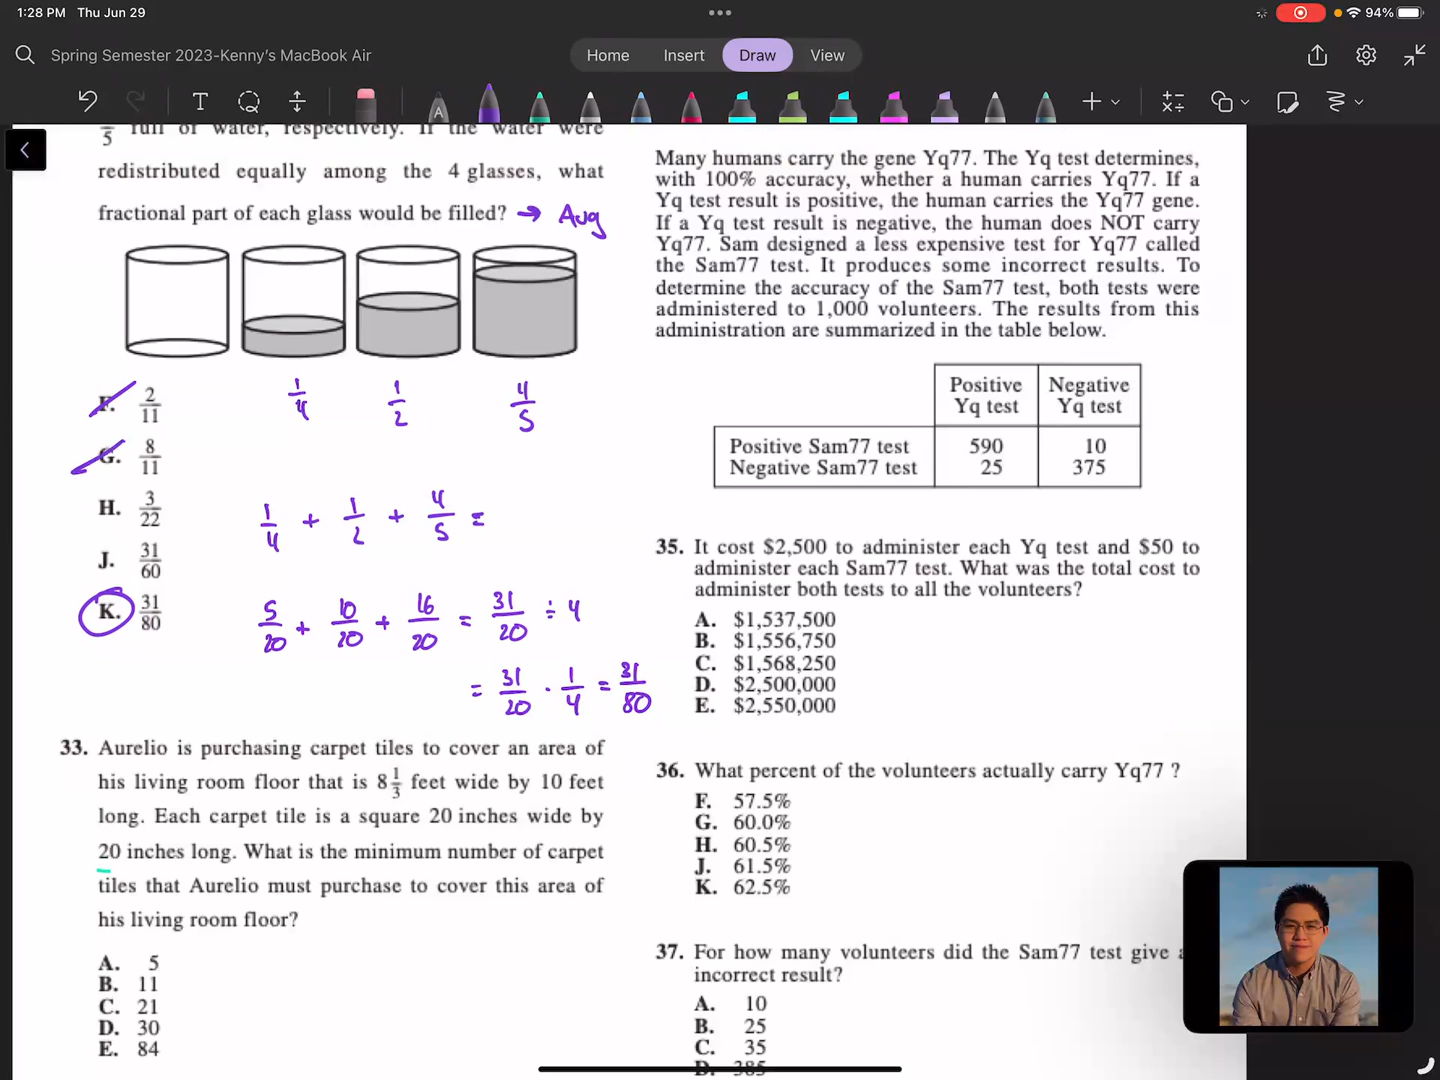 1:28 PM Thu Jun 29
94%
Spring Semester 2023-Kenny's MacBook Air
Home Insert Draw View
5 full of water, respectively. If the water were
redistributed equally among the 4 glasses, what
fractional part of each glass would be filled? → Avg
1/4 1/2 4/5
F. 2/11
G. 8/11
H. 3/22
J. 31/60
K. 31/80
1/4 + 1/2 + 4/5 =
5/20 + 10/20 + 16/20 = 31/20 ÷ 4
= 31/20 · 1/4 = 31/80
33. Aurelio is purchasing carpet tiles to cover an area of
his living room floor that is 8 1/3 feet wide by 10 feet
long. Each carpet tile is a square 20 inches wide by
20 inches long. What is the minimum number of carpet
tiles that Aurelio must purchase to cover this area of
his living room floor?
A. 5
B. 11
C. 21
D. 30
E. 84
Many humans carry the gene Yq77. The Yq test determines,
with 100% accuracy, whether a human carries Yq77. If a
Yq test result is positive, the human carries the Yq77 gene.
If a Yq test result is negative, the human does NOT carry
Yq77. Sam designed a less expensive test for Yq77 called
the Sam77 test. It produces some incorrect results. To
determine the accuracy of the Sam77 test, both tests were
administered to 1,000 volunteers. The results from this
administration are summarized in the table below.
Positive Negative
Yq test Yq test
Positive Sam77 test 590 10
Negative Sam77 test 25 375
35. It cost $2,500 to administer each Yq test and $50 to
administer each Sam77 test. What was the total cost to
administer both tests to all the volunteers?
A. $1,537,500
B. $1,556,750
C. $1,568,250
D. $2,500,000
E. $2,550,000
36. What percent of the volunteers actually carry Yq77 ?
F. 57.5%
G. 60.0%
H. 60.5%
J. 61.5%
K. 62.5%
37. For how many volunteers did the Sam77 test give
incorrect result?
A. 10
B. 25
C. 35
D. 385